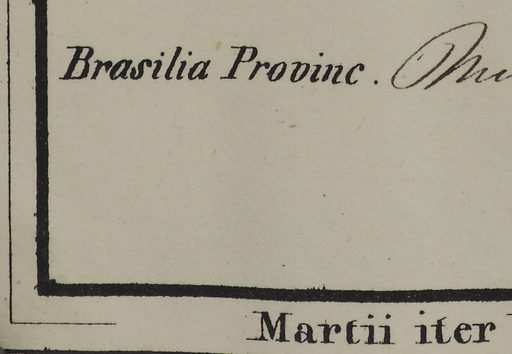 Brasilia Provinc.
Martii iter